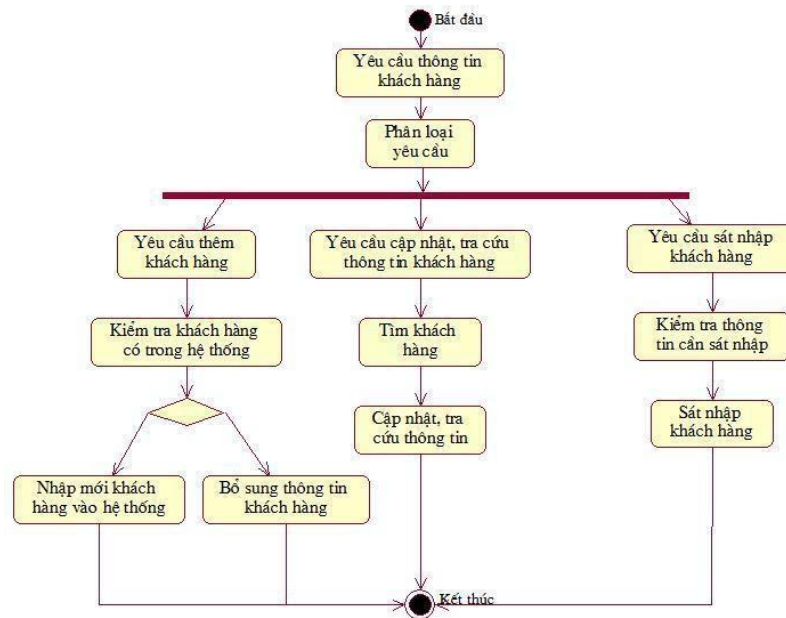 Bắt đầu
Yêu cầu thông tin
khách hàng
Phân loại
yêu cầu
Yêu cầu thêm
khách hàng
Yêu cầu cập nhật, tra cứu
thông tin khách hàng
Yêu cầu sát nhập
khách hàng
Kiểm tra khách hàng
có trong hệ thống
Tìm khách
hàng
Kiểm tra thông
tin cần sát nhập
Cập nhật, tra
cứu thông tin
Sát nhập
khách hàng
Nhập mới khách
hàng vào hệ thống
Bổ sung thông tin
khách hàng
Kết thúc